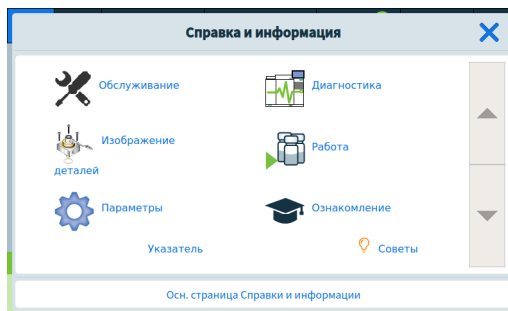 Справка и информация
Обслуживание
Диагностика
Изображение
деталей
Работа
Параметры
Ознакомление
Указатель
Советы
Осн. страница Справки и информации